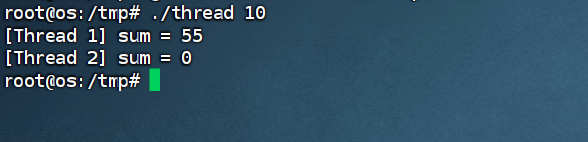 root@os:/tmp# ./thread 10
[Thread 1] sum = 55
[Thread 2] sum = 0
root@os:/tmp#